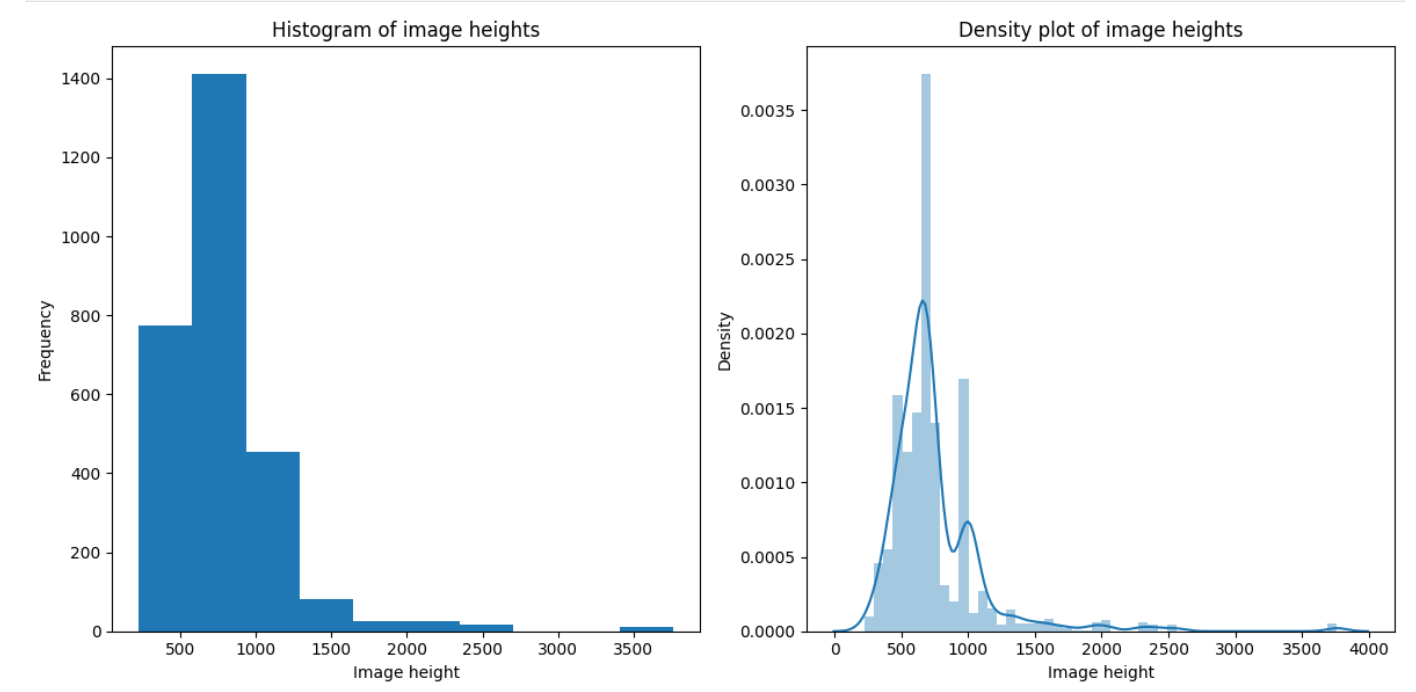 Histogram of image heights
Frequency
1400
1200
1000
800
600
400
200
0
500 1000 1500 2000 2500 3000 3500
Image height
Density plot of image heights
Density
0.0035
0.0030
0.0025
0.0020
0.0015
0.0010
0.0005
0.0000
0 500 1000 1500 2000 2500 3000 3500 4000
Image height